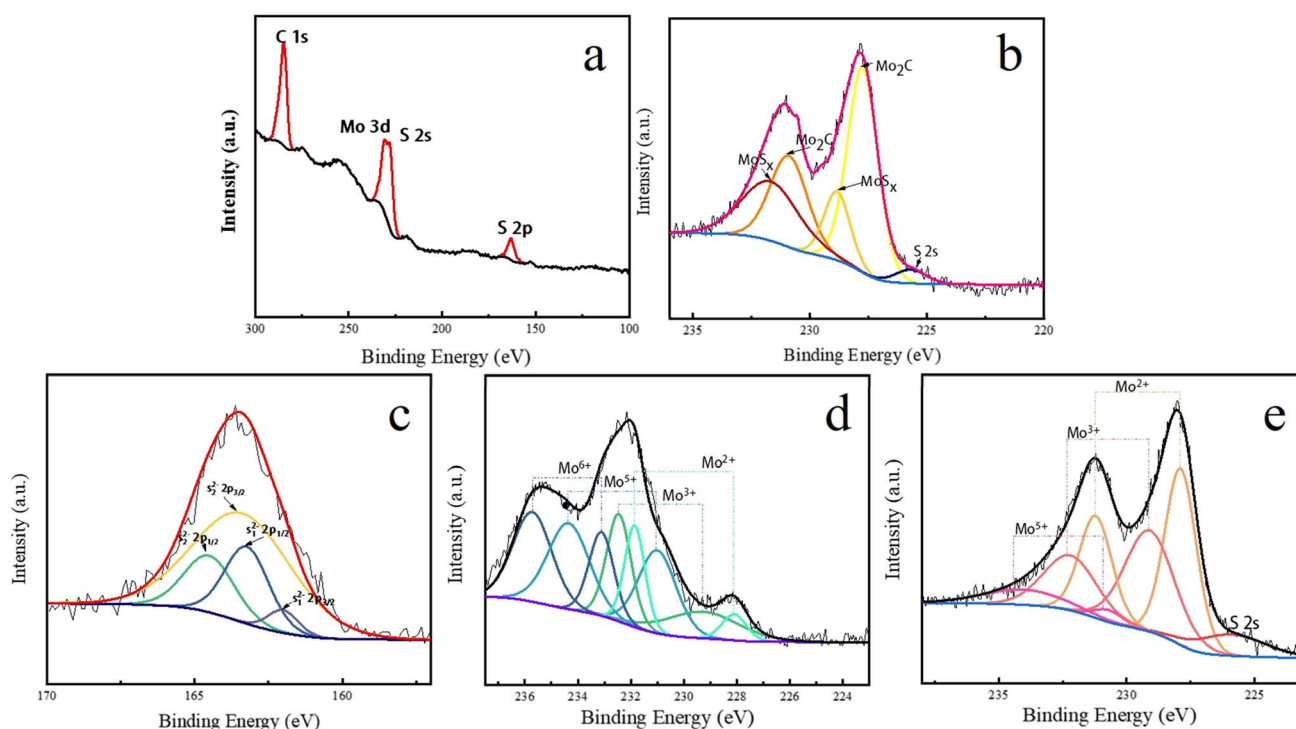 a
C 1s
Mo 3d
S 2s
S 2p
Intensity (a.u.)
300
250
200
150
100
Binding Energy (eV)
b
Mo₂C
Mo₂C
MoSₓ
MoSₓ
S 2s
Intensity (a.u.)
235
230
225
220
Binding Energy (eV)
c
S₂²⁻ 2p₃/₂
S₂²⁻ 2p₁/₂
S₁²⁻ 2p₁/₂
S₁²⁻ 2p₃/₂
Intensity (a.u.)
170
165
160
Binding Energy (eV)
d
Mo⁶⁺
Mo⁵⁺
Mo³⁺
Mo²⁺
Intensity (a.u.)
236
234
232
230
228
226
224
Binding Energy (eV)
e
Mo²⁺
Mo³⁺
Mo⁵⁺
S 2s
Intensity (a.u.)
235
230
225
Binding Energy (eV)